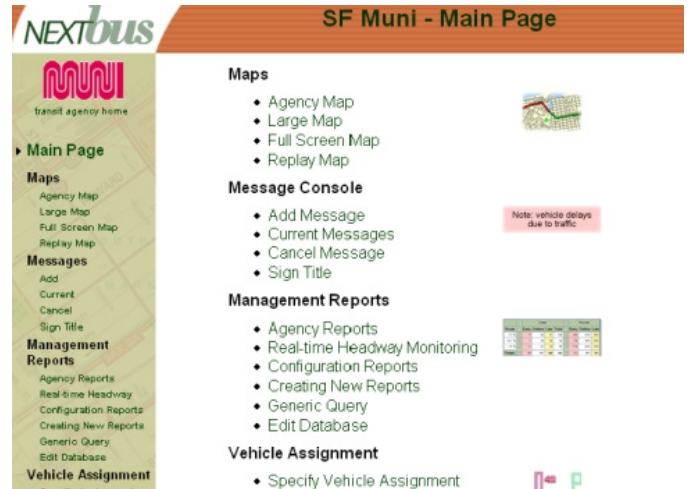 NEXTbus
SF Muni - Main Page
muni
transit agency home
Main Page
Maps
Agency Map
Large Map
Full Screen Map
Replay Map
Messages
Add
Current
Cancel
Sign Title
Management
Reports
Agency Reports
Real-time Headway
Configuration Reports
Creating New Reports
Generic Query
Edit Database
Vehicle Assignment
Maps
Agency Map
Large Map
Full Screen Map
Replay Map
Message Console
Add Message
Current Messages
Cancel Message
Sign Title
Note: vehicle delays
due to traffic
Management Reports
Agency Reports
Real-time Headway Monitoring
Configuration Reports
Creating New Reports
Generic Query
Edit Database
Vehicle Assignment
Specify Vehicle Assignment